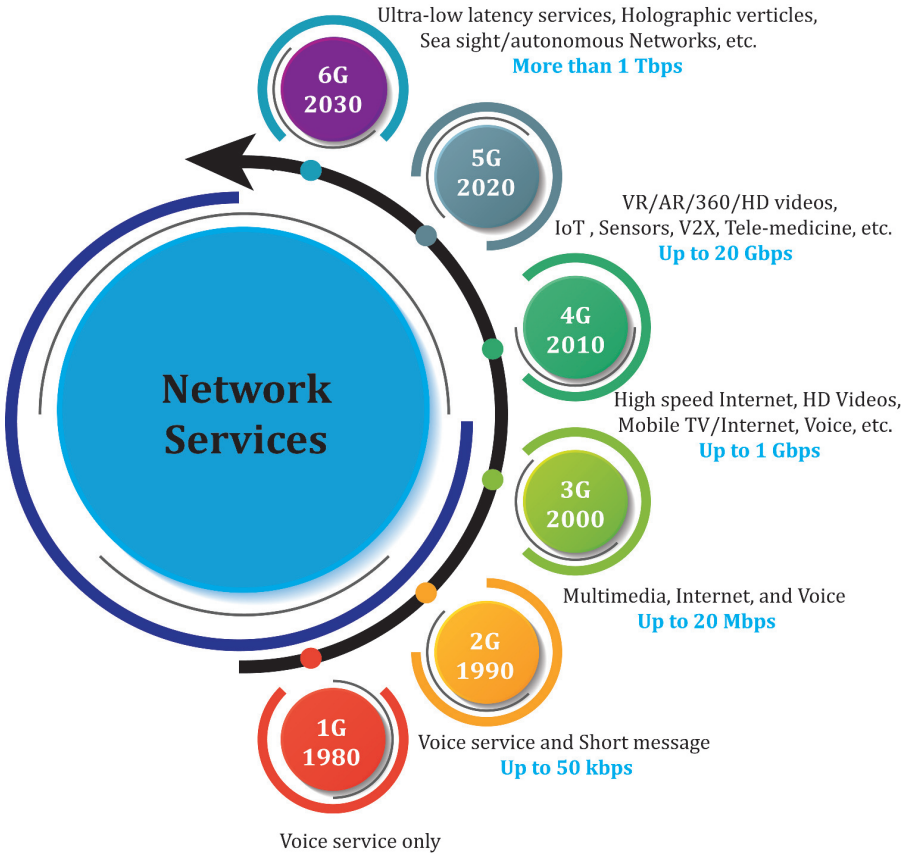 Ultra-low latency services, Holographic verticles,
Sea sight/autonomous Networks, etc.
More than 1 Tbps
6G
2030
5G
2020
VR/AR/360/HD videos,
IoT , Sensors, V2X, Tele-medicine, etc.
Up to 20 Gbps
4G
2010
High speed Internet, HD Videos,
Mobile TV/Internet, Voice, etc.
Up to 1 Gbps
Network
Services
3G
2000
Multimedia, Internet, and Voice
Up to 20 Mbps
2G
1990
Voice service and Short message
Up to 50 kbps
1G
1980
Voice service only